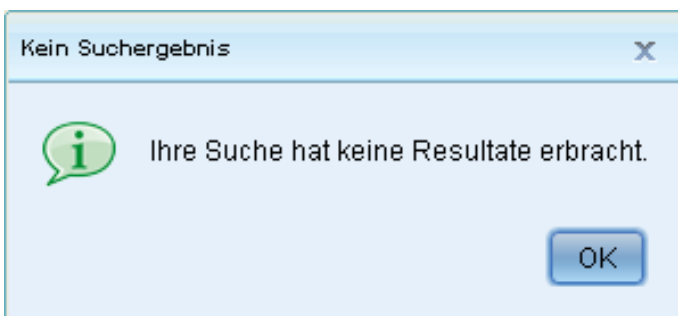 Kein Suchergebnis
x
Ihre Suche hat keine Resultate erbracht.
OK